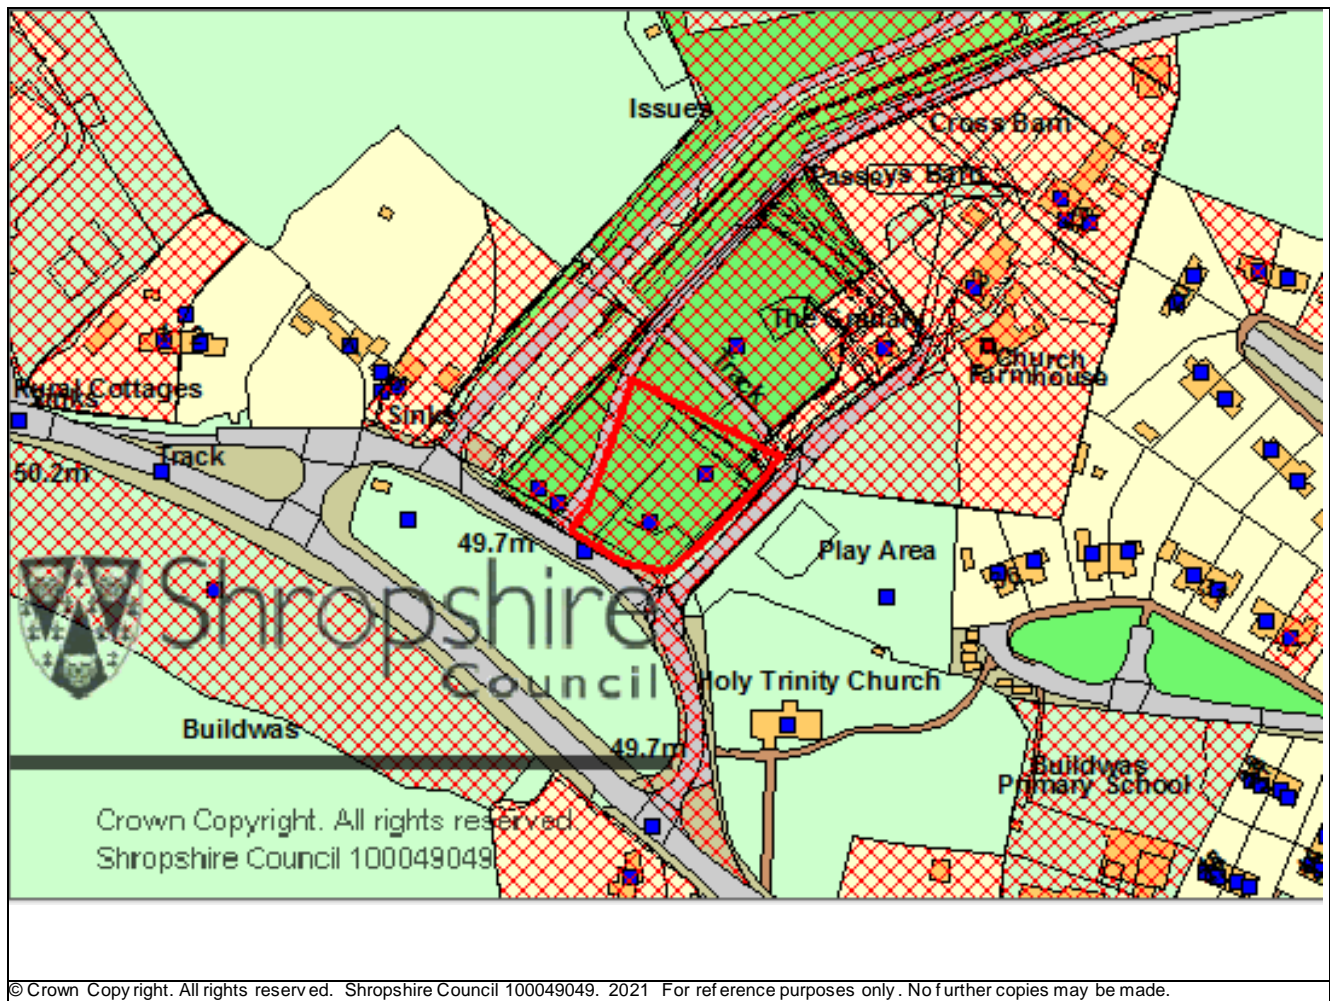 Issues
Cross Barn
Passeys Barn
The
Track
Church
Farmhouse
Rural Cottages
Tanks
Sinks
Track
50.2m
49.7m
Play Area
Shropshire
Council
Holy Trinity Church
Buildwas
49.7m
Buildwas
Primary School
Crown Copyright. All rights reserved.
Shropshire Council 100049049
© Crown Copyright. All rights reserved. Shropshire Council 100049049. 2021 For reference purposes only. No further copies may be made.